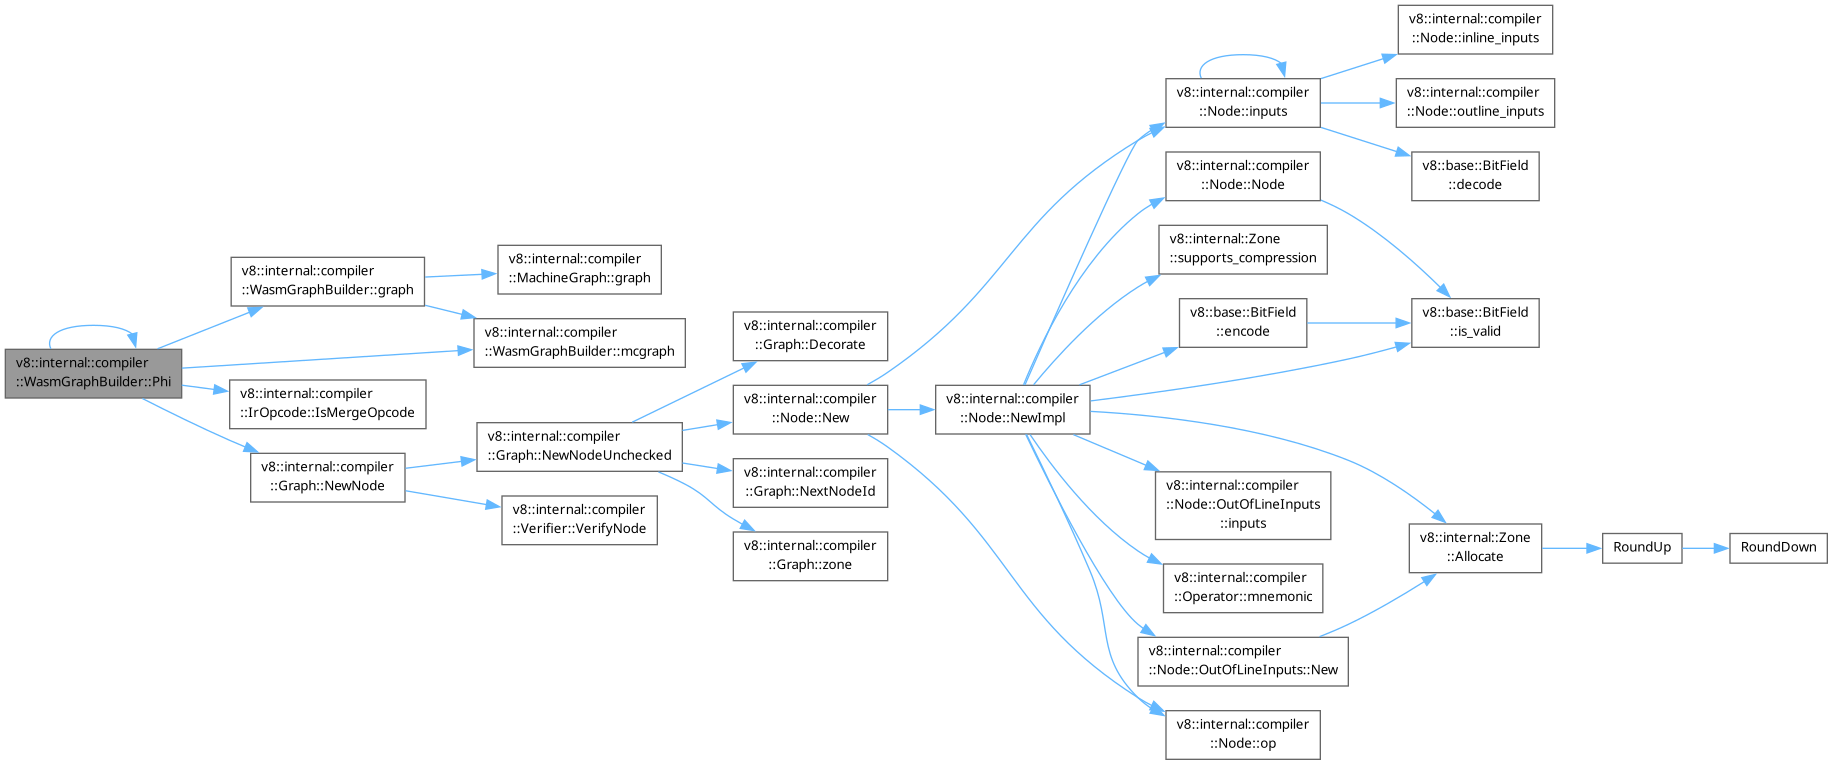 v8::internal::compiler
::WasmGraphBuilder::Phi
v8::internal::compiler
::WasmGraphBuilder::graph
v8::internal::compiler
::MachineGraph::graph
v8::internal::compiler
::WasmGraphBuilder::mcgraph
v8::internal::compiler
::IrOpcode::IsMergeOpcode
v8::internal::compiler
::Graph::NewNode
v8::internal::compiler
::Graph::NewNodeUnchecked
v8::internal::compiler
::Verifier::VerifyNode
v8::internal::compiler
::Graph::Decorate
v8::internal::compiler
::Node::New
v8::internal::compiler
::Graph::NextNodeId
v8::internal::compiler
::Graph::zone
v8::internal::compiler
::Node::NewImpl
v8::internal::compiler
::Node::inputs
v8::internal::compiler
::Node::inline_inputs
v8::internal::compiler
::Node::outline_inputs
v8::base::BitField
::decode
v8::internal::compiler
::Node::Node
v8::internal::Zone
::supports_compression
v8::base::BitField
::encode
v8::base::BitField
::is_valid
v8::internal::compiler
::Node::OutOfLineInputs
::inputs
v8::internal::compiler
::Operator::mnemonic
v8::internal::compiler
::Node::OutOfLineInputs::New
v8::internal::compiler
::Node::op
v8::internal::Zone
::Allocate
RoundUp
RoundDown